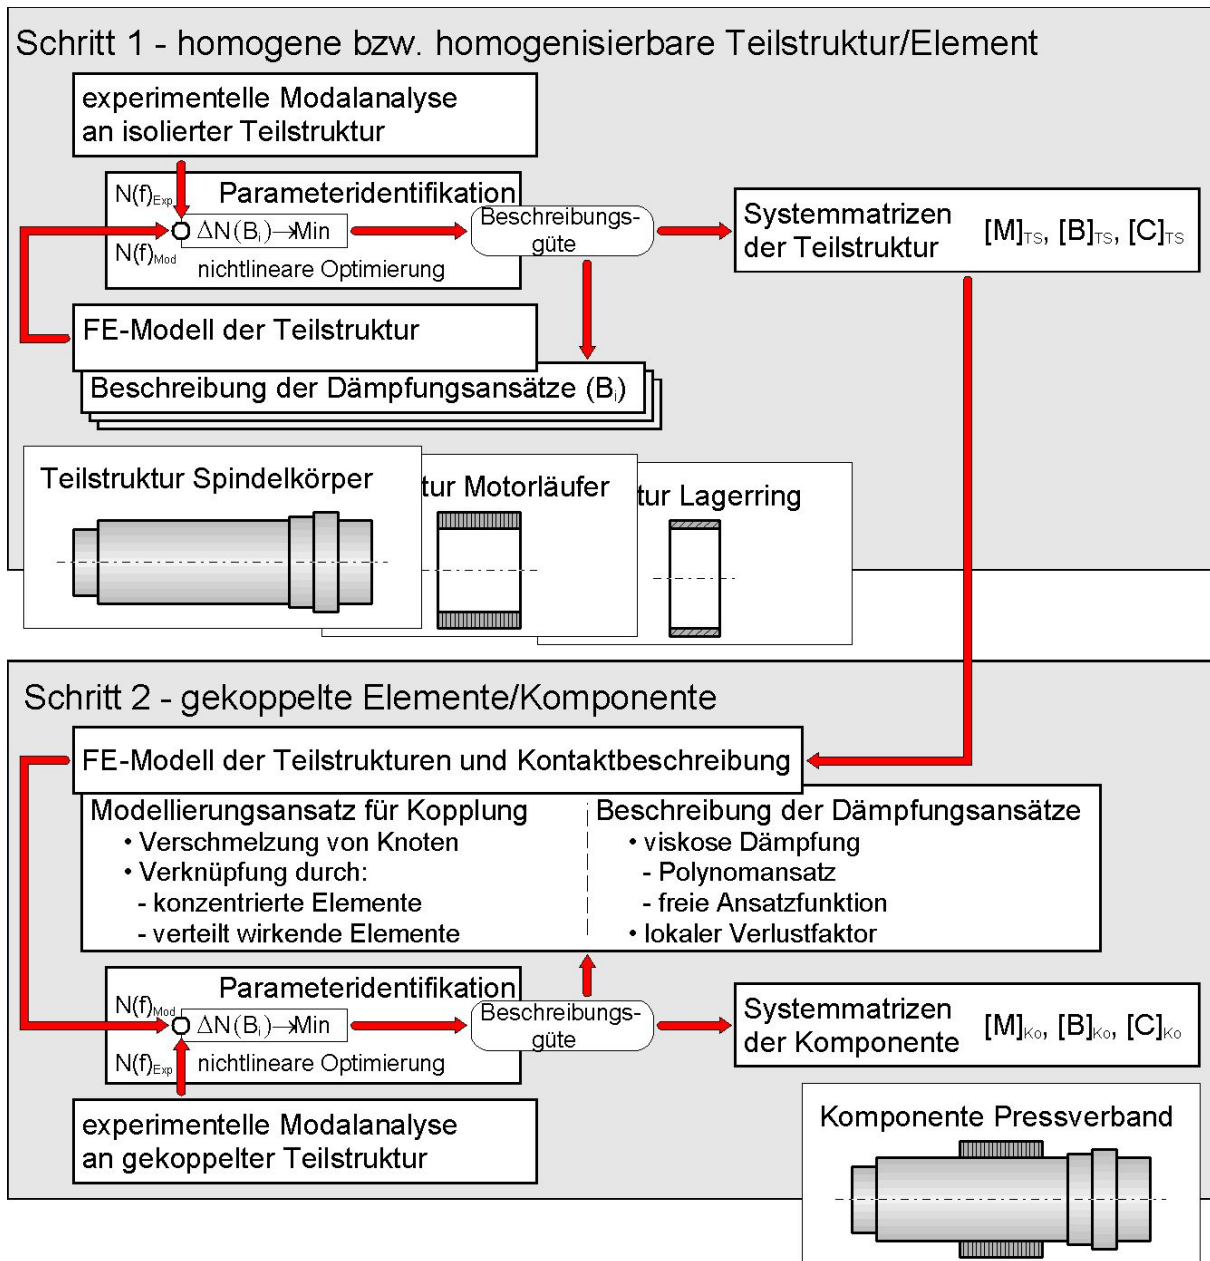 Schritt 1 - homogene bzw. homogenisierbare Teilstruktur/Element
experimentelle Modalanalyse
an isolierter Teilstruktur
N(f)Exp
Parameteridentifikation
ΔN(Bi)→Min
N(f)Mod
nichtlineare Optimierung
Beschreibungs-
güte
Systemmatrizen
der Teilstruktur
[M]TS, [B]TS, [C]TS
FE-Modell der Teilstruktur
Beschreibung der Dämpfungsansätze (Bi)
Teilstruktur Spindelkörper
tur Motorläufer
tur Lagerring
Schritt 2 - gekoppelte Elemente/Komponente
FE-Modell der Teilstrukturen und Kontaktbeschreibung
Modellierungsansatz für Kopplung
• Verschmelzung von Knoten
• Verknüpfung durch:
- konzentrierte Elemente
- verteilt wirkende Elemente
Beschreibung der Dämpfungsansätze
• viskose Dämpfung
- Polynomansatz
- freie Ansatzfunktion
• lokaler Verlustfaktor
N(f)Mod
Parameteridentifikation
ΔN(Bi)→Min
N(f)Exp
nichtlineare Optimierung
Beschreibungs-
güte
Systemmatrizen
der Komponente
[M]Ko, [B]Ko, [C]Ko
experimentelle Modalanalyse
an gekoppelter Teilstruktur
Komponente Pressverband